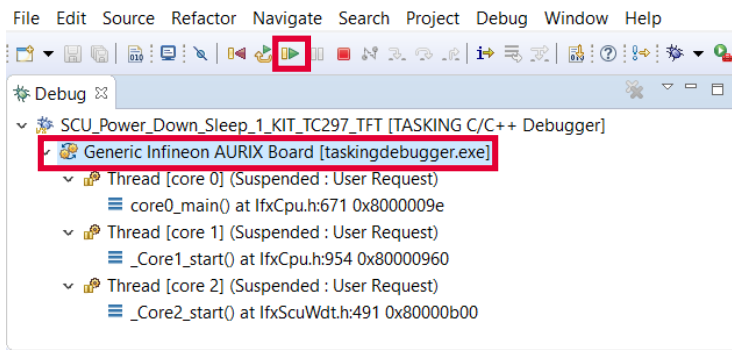 File Edit Source Refactor Navigate Search Project Debug Window Help
Debug
SCU_Power_Down_Sleep_1_KIT_TC297_TFT [TASKING C/C++ Debugger]
Generic Infineon AURIX Board [taskingdebugger.exe]
Thread [core 0] (Suspended : User Request)
core0_main() at IfxCpu.h:671 0x8000009e
Thread [core 1] (Suspended : User Request)
_Core1_start() at IfxCpu.h:954 0x80000960
Thread [core 2] (Suspended : User Request)
_Core2_start() at IfxScuWdt.h:491 0x80000b00